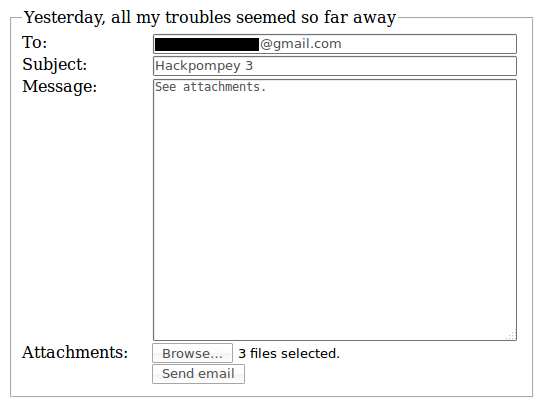 Yesterday, all my troubles seemed so far away
To: @gmail.com
Subject: Hackpompey 3
Message: See attachments.
Attachments: Browse... 3 files selected.
Send email